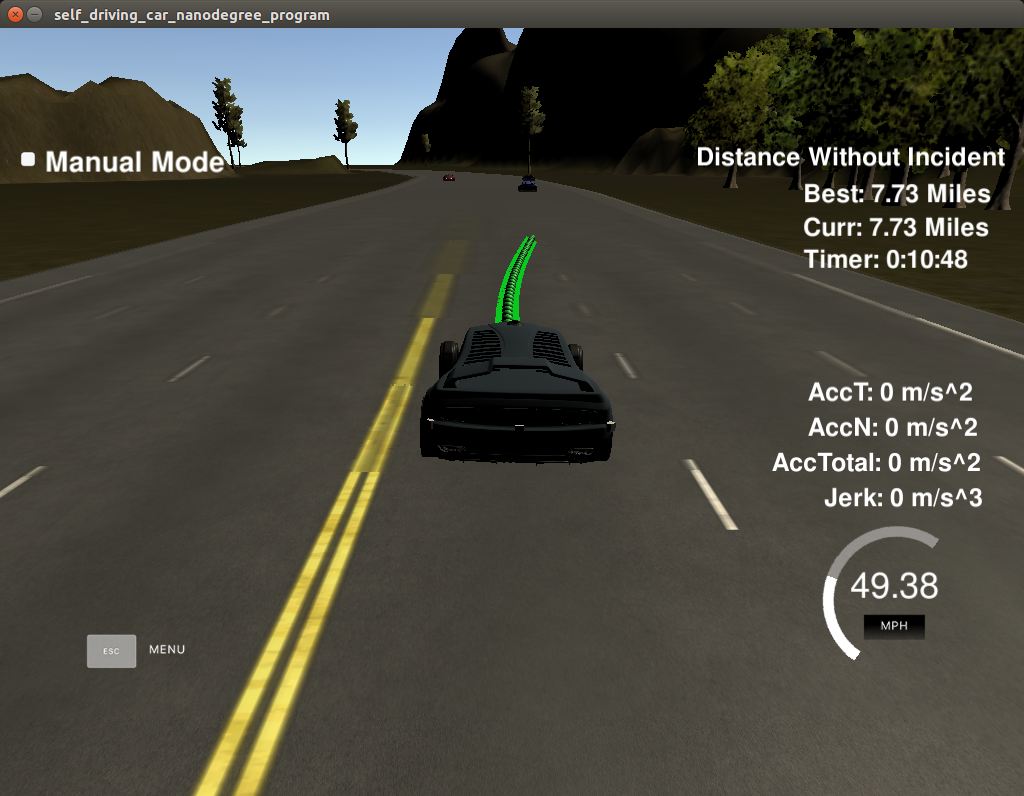 self_driving_car_nanodegree_program
Manual Mode
Distance Without Incident
Best: 7.73 Miles
Curr: 7.73 Miles
Timer: 0:10:48
AccT: 0 m/s^2
AccN: 0 m/s^2
AccTotal: 0 m/s^2
Jerk: 0 m/s^3
49.38
MPH
ESC MENU